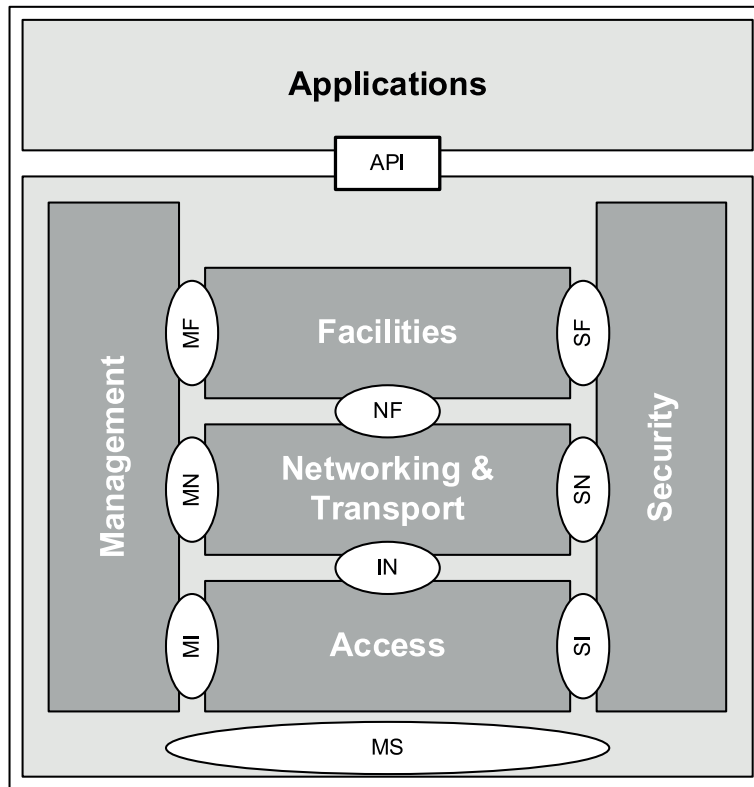 Applications
API
Management
MF
Facilities
SF
Security
NF
MN
Networking &
Transport
SN
IN
MI
Access
SI
MS